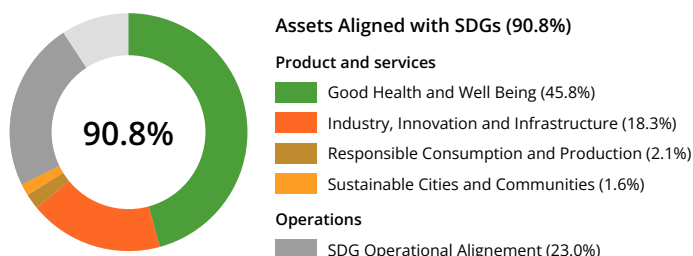 Assets Aligned with SDGs (90.8%)
Product and services
Good Health and Well Being (45.8%)
Industry, Innovation and Infrastructure (18.3%)
90.8%
Responsible Consumption and Production (2.1%)
Sustainable Cities and Communities (1.6%)
Operations
SDG Operational Alignement (23.0%)